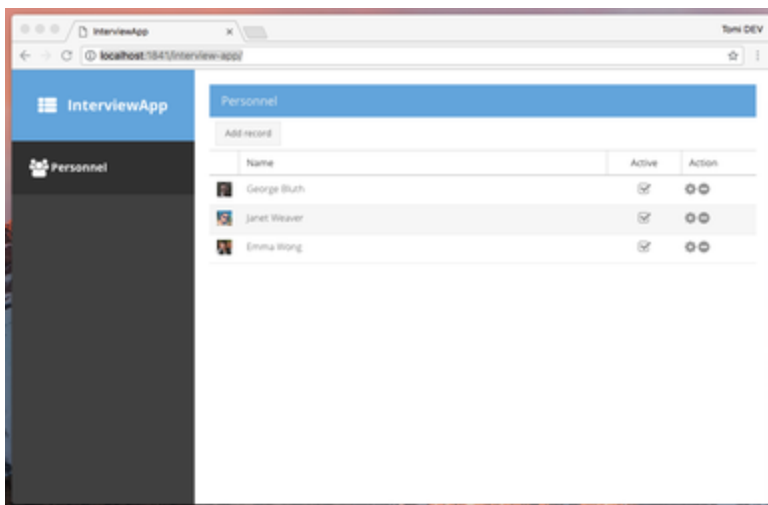 InterviewApp
Tomi DEV
localhost:1841/interview-app/
InterviewApp
Personnel
Personnel
Add record
Name Active Action
George Bluth
Janet Weaver
Emma Wong